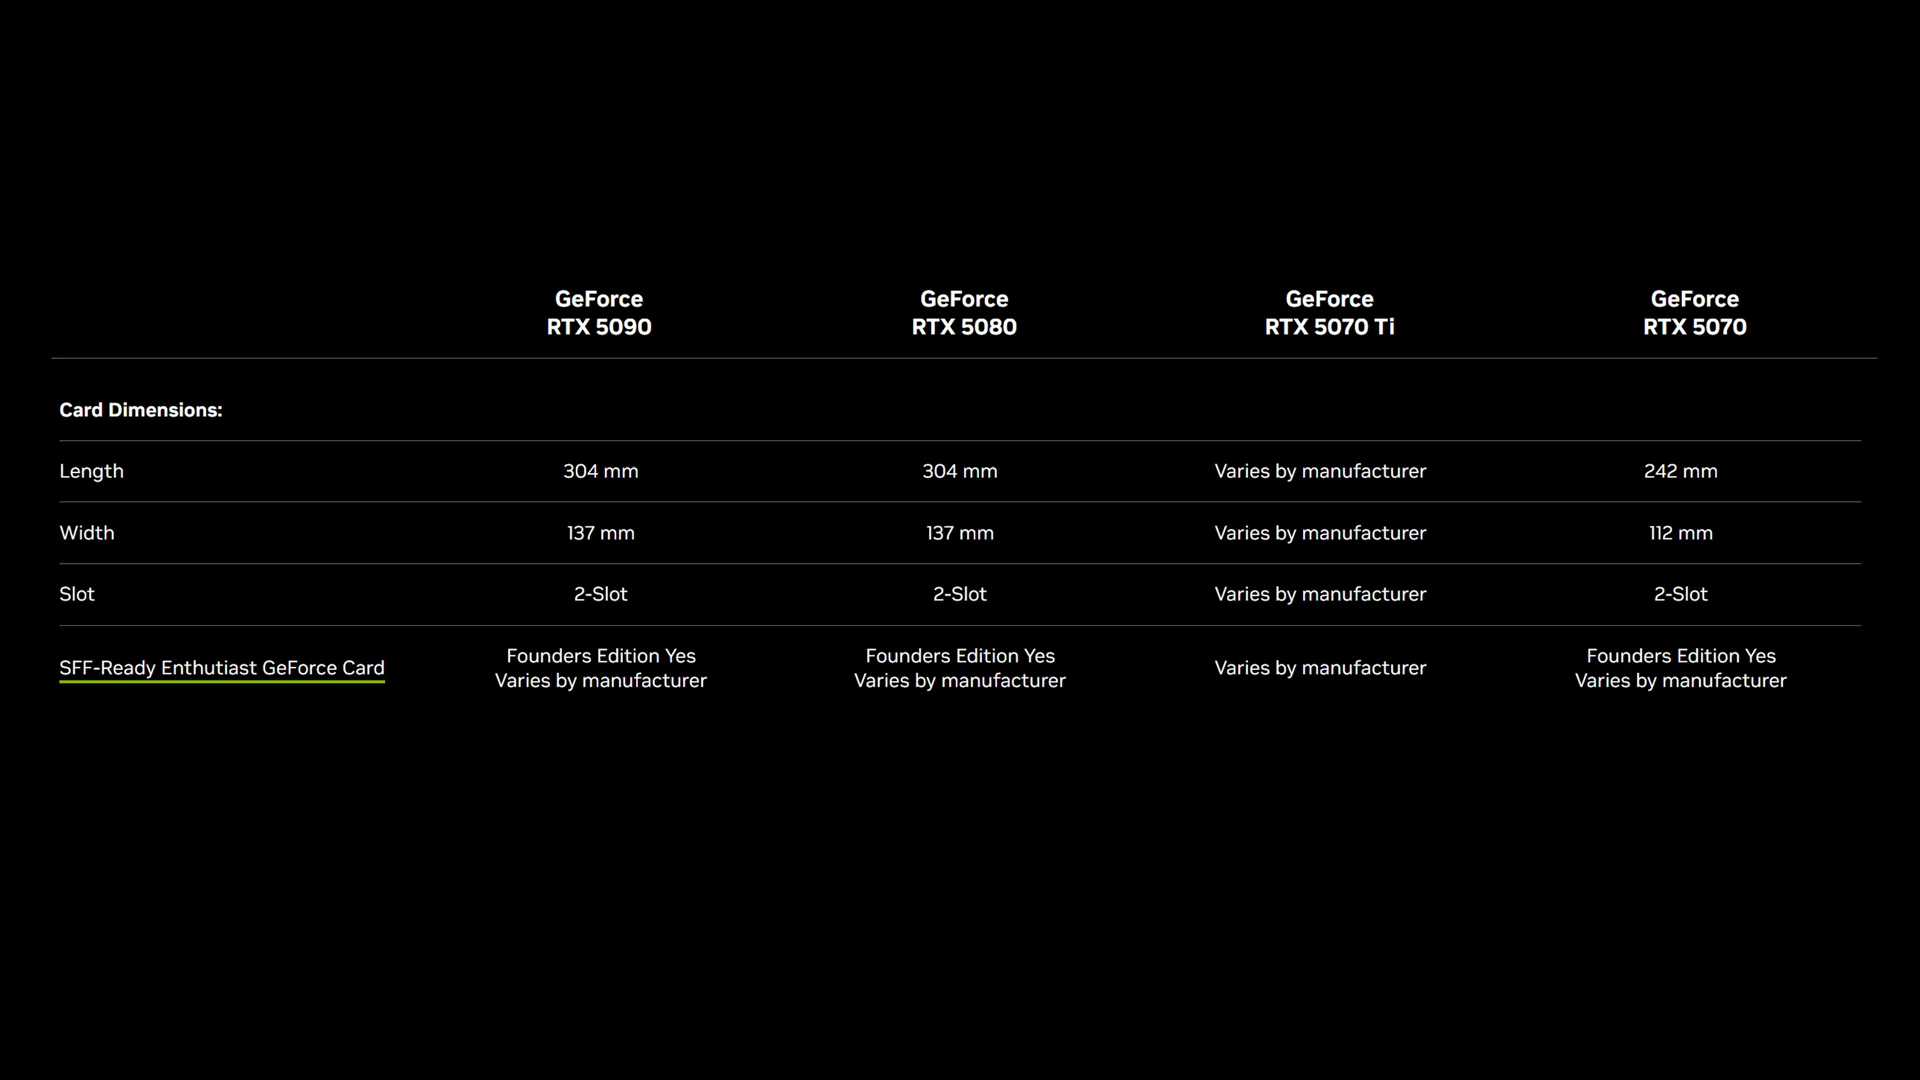 GeForce
RTX 5090
GeForce
RTX 5080
GeForce
RTX 5070 Ti
GeForce
RTX 5070
Card Dimensions:
Length 304 mm 304 mm Varies by manufacturer 242 mm
Width 137 mm 137 mm Varies by manufacturer 112 mm
Slot 2-Slot 2-Slot Varies by manufacturer 2-Slot
SFF-Ready Enthutiast GeForce Card
Founders Edition Yes
Varies by manufacturer
Founders Edition Yes
Varies by manufacturer
Varies by manufacturer
Founders Edition Yes
Varies by manufacturer